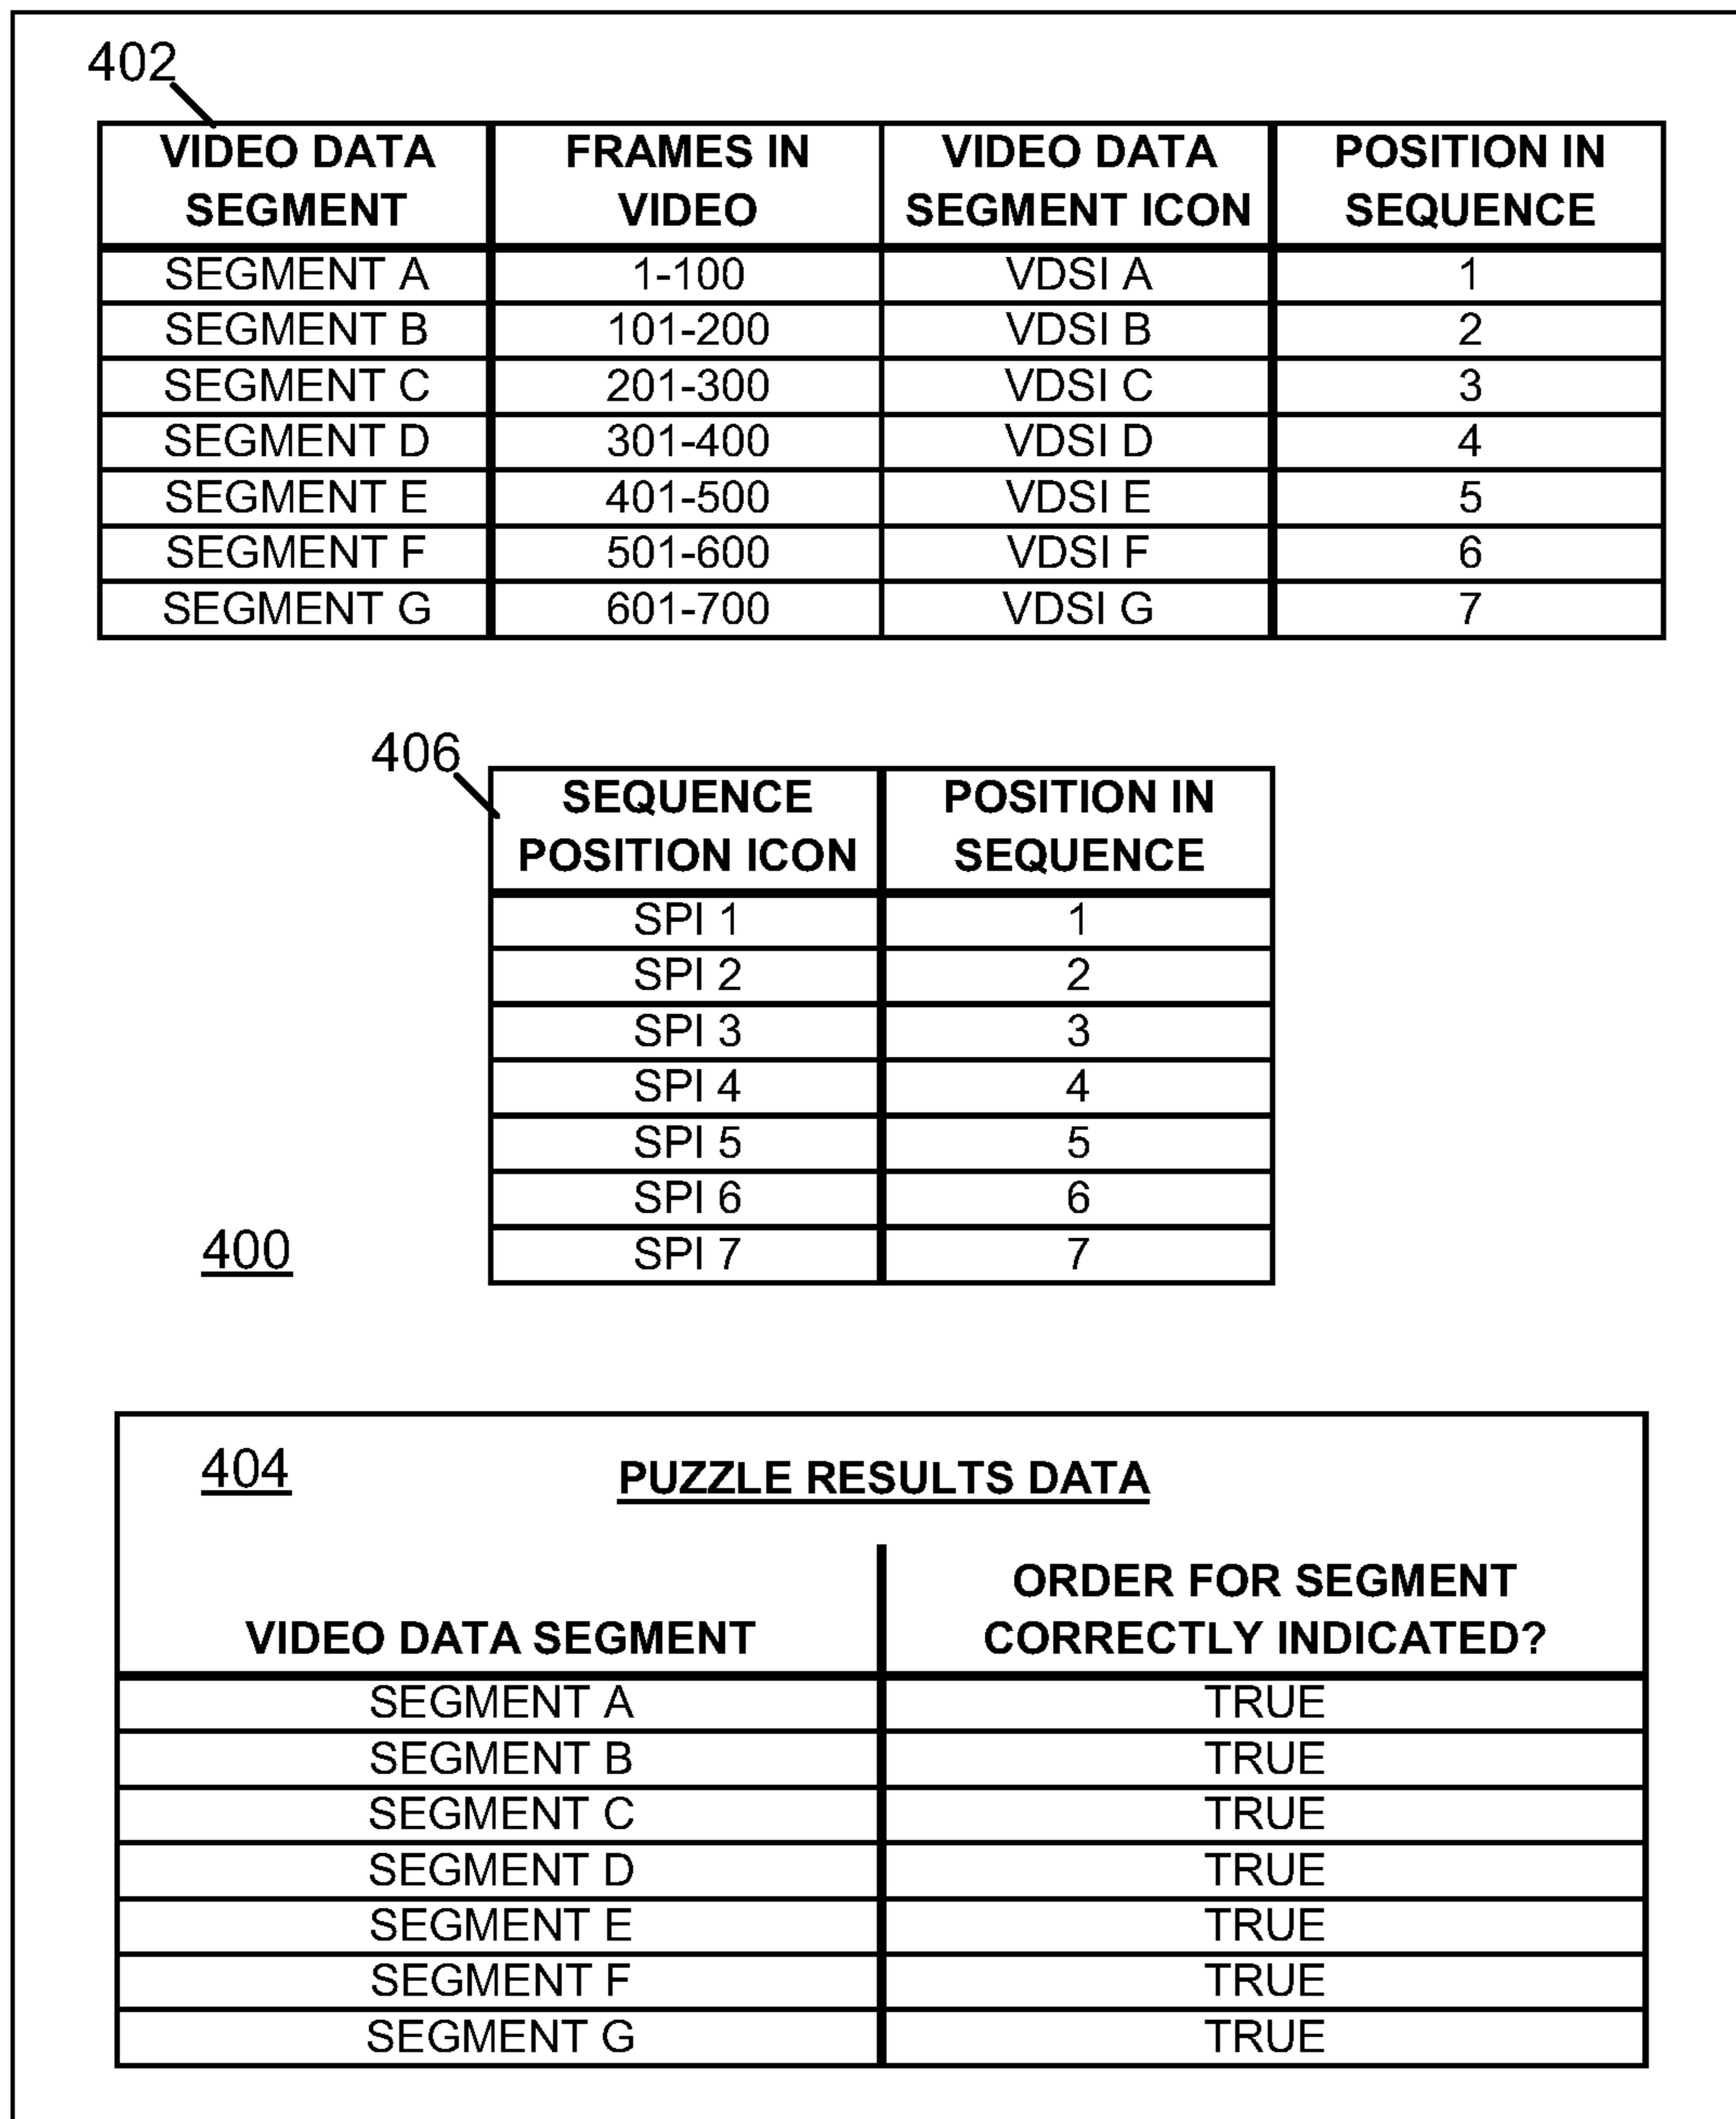 402
VIDEO DATA SEGMENT FRAMES IN VIDEO VIDEO DATA SEGMENT ICON POSITION IN SEQUENCE
SEGMENT A 1-100 VDSI A 1
SEGMENT B 101-200 VDSI B 2
SEGMENT C 201-300 VDSI C 3
SEGMENT D 301-400 VDSI D 4
SEGMENT E 401-500 VDSI E 5
SEGMENT F 501-600 VDSI F 6
SEGMENT G 601-700 VDSI G 7
406
SEQUENCE POSITION ICON POSITION IN SEQUENCE
SPI 1 1
SPI 2 2
SPI 3 3
SPI 4 4
SPI 5 5
SPI 6 6
400
SPI 7 7
404 PUZZLE RESULTS DATA
VIDEO DATA SEGMENT ORDER FOR SEGMENT CORRECTLY INDICATED?
SEGMENT A TRUE
SEGMENT B TRUE
SEGMENT C TRUE
SEGMENT D TRUE
SEGMENT E TRUE
SEGMENT F TRUE
SEGMENT G TRUE